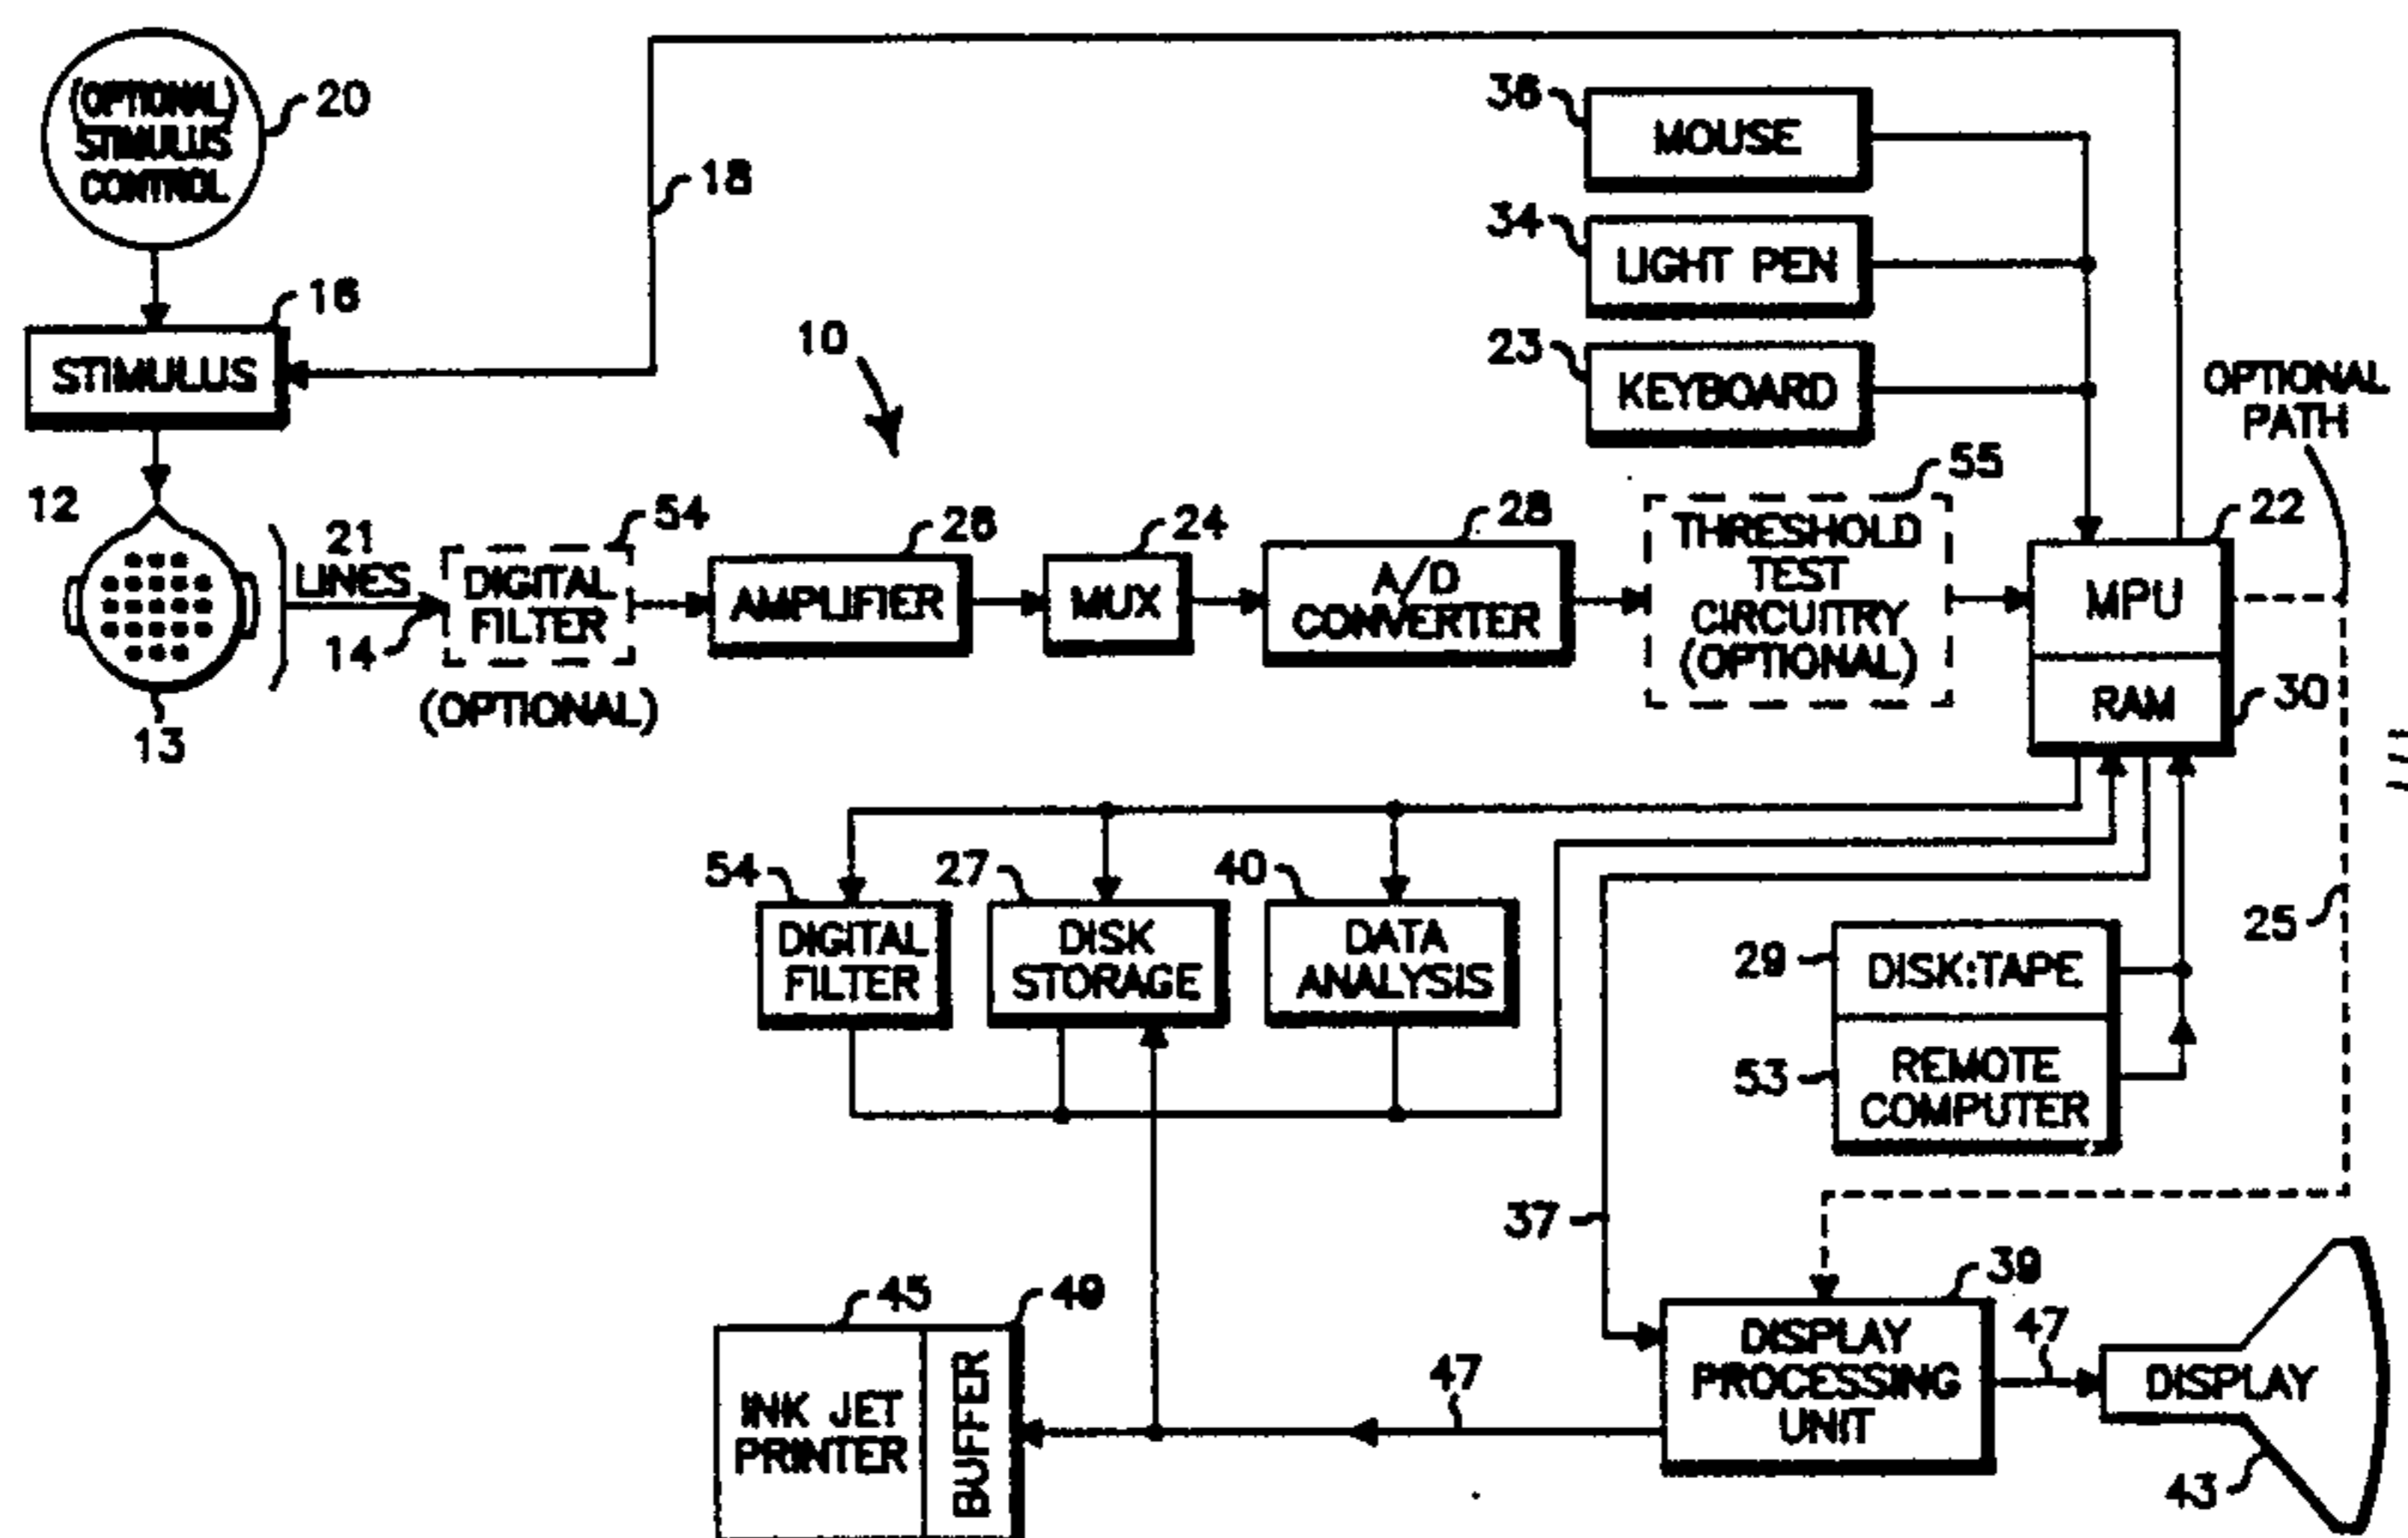 (OPTIONAL)
STIMULUS
CONTROL
20
18
36
MOUSE
34
LIGHT PEN
23
KEYBOARD
16
STIMULUS
10
OPTIONAL
PATH
12
13
21
LINES
14
54
DIGITAL
FILTER
(OPTIONAL)
26
AMPLIFIER
24
MUX
28
A/D
CONVERTER
55
THRESHOLD
TEST
CIRCUITRY
(OPTIONAL)
22
MPU
RAM
30
54
DIGITAL
FILTER
27
DISK
STORAGE
40
DATA
ANALYSIS
29
DISK:TAPE
53
REMOTE
COMPUTER
25
37
45
INK JET
PRINTER
49
BUFFER
47
39
DISPLAY
PROCESSING
UNIT
47
DISPLAY
43